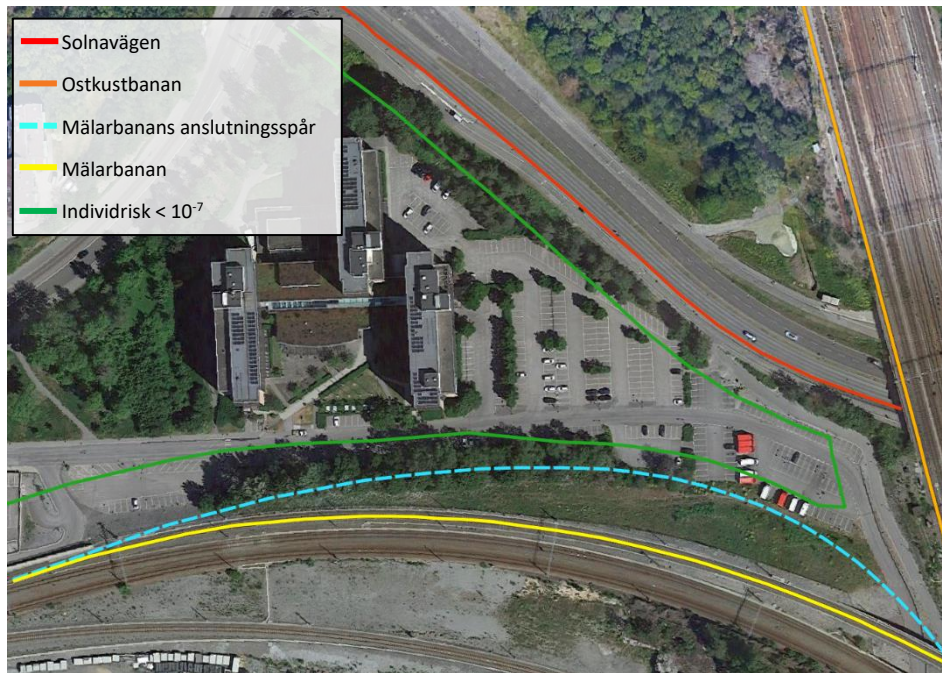 Solnavägen
Ostkustbanan
Mälarbanans anslutningsspår
Mälarbanan
Individrisk < 10⁻⁷